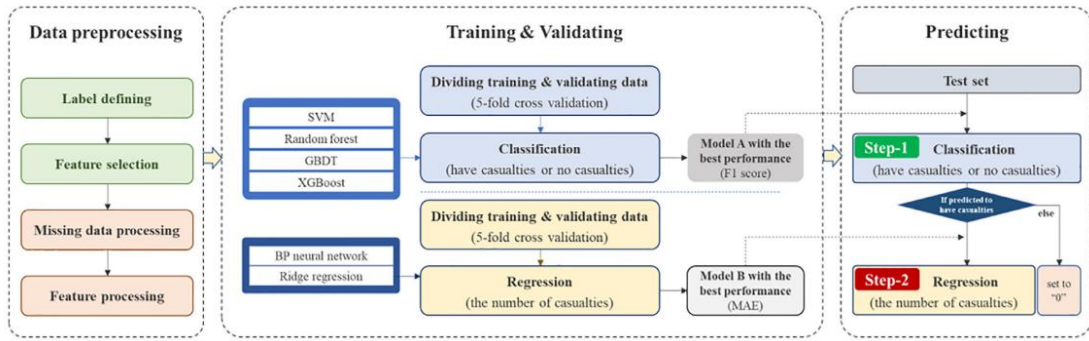 Data preprocessing
Label defining
Feature selection
Missing data processing
Feature processing
Training & Validating
SVM
Random forest
GBDT
XGBoost
Dividing training & validating data
(5-fold cross validation)
Classification
(have casualties or no casualties)
Model A with the
best performance
(F1 score)
BP neural network
Ridge regression
Dividing training & validating data
(5-fold cross validation)
Regression
(the number of casualties)
Model B with the
best performance
(MAE)
Predicting
Test set
Step-1
Classification
(have casualties or no casualties)
If predicted to
have casualties
else
Step-2
Regression
(the number of casualties)
set to
“0”